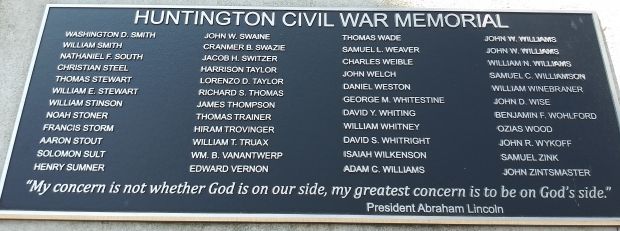 HUNTINGTON CIVIL WAR MEMORIAL
WASHINGTON D. SMITH
WILLIAM SMITH
NATHANIEL F. SOUTH
CHRISTIAN STEEL
THOMAS STEWART
WILLIAM E. STEWART
WILLIAM STINSON
NOAH STONER
FRANCIS STORM
AARON STOUT
SOLOMON SULT
HENRY SUMNER
JOHN W. SWAINE
CRANMER B. SWAZIE
JACOB H. SWITZER
HARRISON TAYLOR
LORENZO D. TAYLOR
RICHARD S. THOMAS
JAMES THOMPSON
THOMAS TRAINER
HIRAM TROVINGER
WILLIAM T. TRUAX
WM. B. VANANTWERP
EDWARD VERNON
THOMAS WADE
SAMUEL L. WEAVER
CHARLES WEIBLE
JOHN WELCH
DANIEL WESTON
GEORGE M. WHITESTINE
DAVID Y. WHITING
WILLIAM WHITNEY
DAVID S. WHITRIGHT
ISAIAH WILKENSON
ADAM C. WILLIAMS
JOHN W. WILLIAMS
JOHN W. WILLIAMS
WILLIAM N. WILLIAMS
SAMUEL C. WILLIAMSON
WILLIAM WINEBRANER
JOHN D. WISE
BENJAMIN F. WOHLFORD
OZIAS WOOD
JOHN R. WYKOFF
SAMUEL ZINK
JOHN ZINTSMASTER
"My concern is not whether God is on our side, my greatest concern is to be on God's side."
President Abraham Lincoln